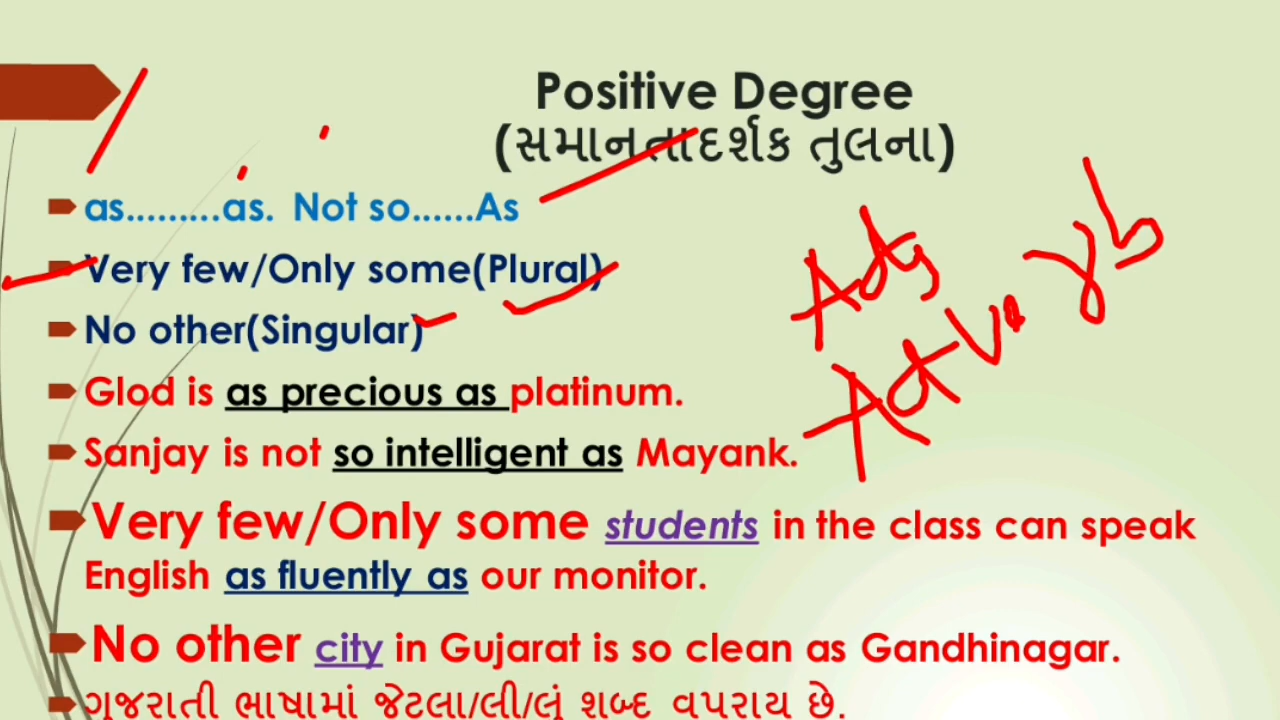 Positive Degree
(સમાનતાદર્શક તુલના)
as.........as. Not so......As
Very few/Only some(Plural)
No other(Singular)
Glod is as precious as platinum.
Sanjay is not so intelligent as Mayank.
Very few/Only some students in the class can speak
English as fluently as our monitor.
No other city in Gujarat is so clean as Gandhinagar.
ગુજરાતી ભાષામાં જેટલા/લી/લું શબ્દ વપરાય છે.
Adj